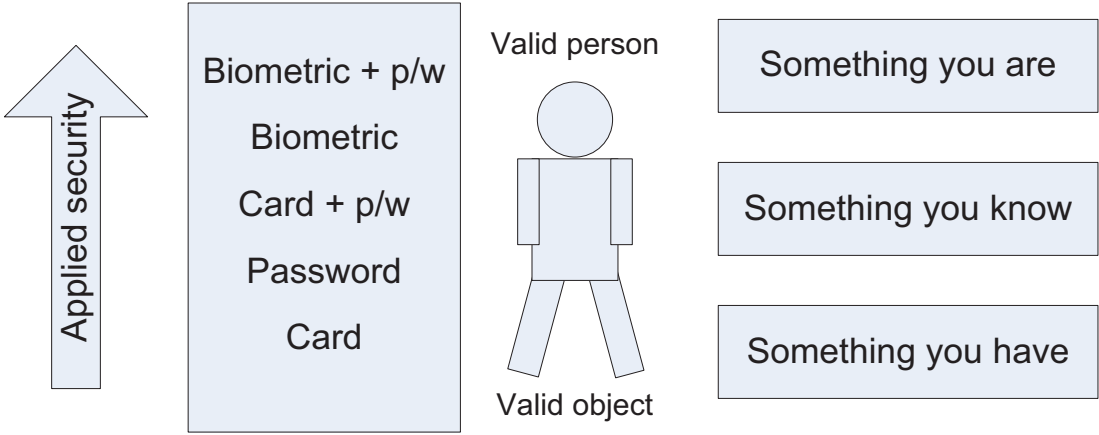 Applied security
Biometric + p/w
Biometric
Card + p/w
Password
Card
Valid person
Valid object
Something you are
Something you know
Something you have